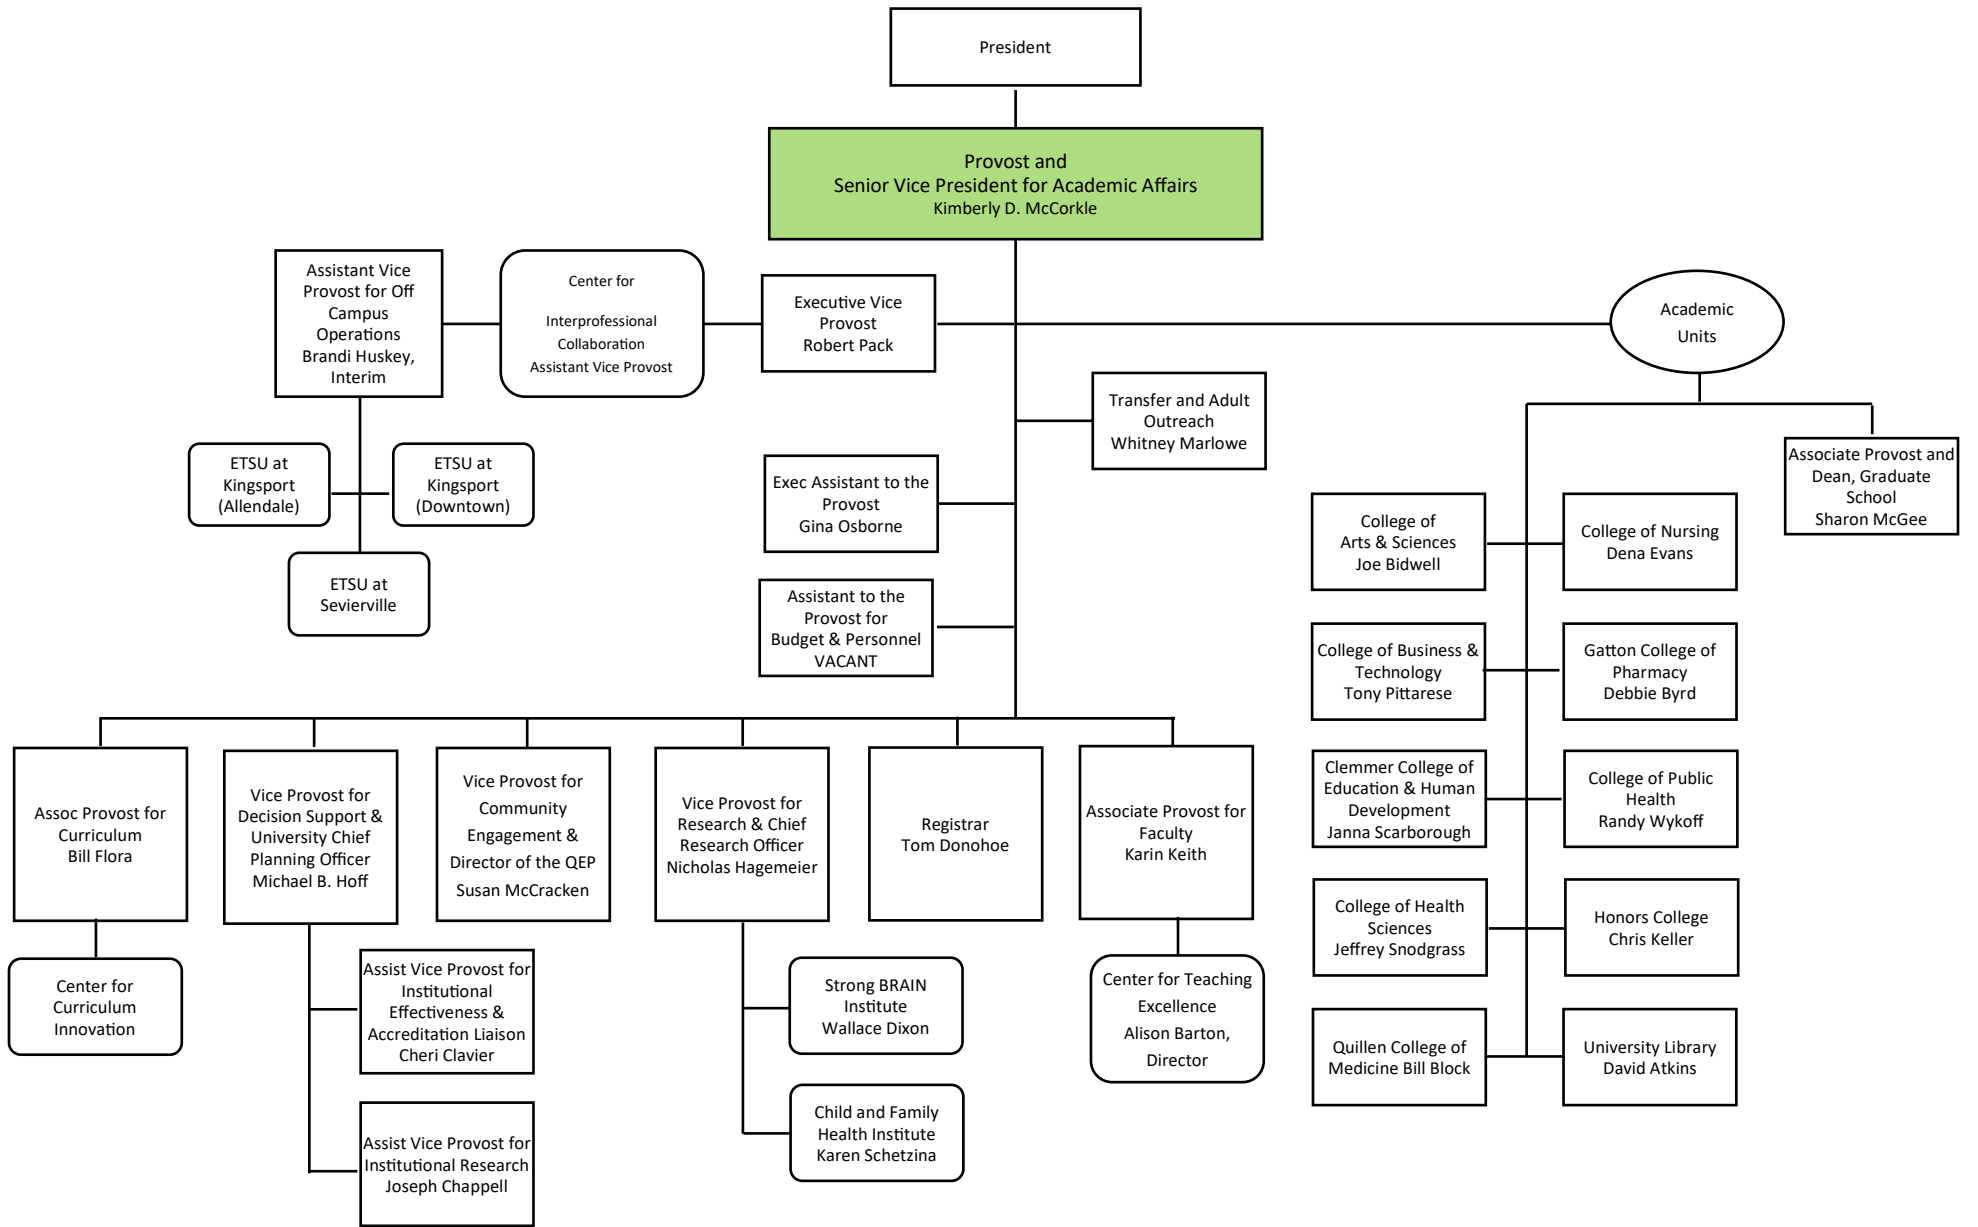 President
Provost and
Senior Vice President for Academic Affairs
Kimberly D. McCorkle
Assistant Vice
Provost for Off
Campus
Operations
Brandi Huskey,
Interim
Center for
Interprofessional
Collaboration
Assistant Vice Provost
Executive Vice
Provost
Robert Pack
Academic
Units
Transfer and Adult
Outreach
Whitney Marlowe
ETSU at
Kingsport
(Allendale)
ETSU at
Kingsport
(Downtown)
ETSU at
Sevierville
Exec Assistant to the
Provost
Gina Osborne
Assistant to the
Provost for
Budget & Personnel
VACANT
Associate Provost and
Dean, Graduate
School
Sharon McGee
College of
Arts & Sciences
Joe Bidwell
College of Nursing
Dena Evans
College of Business &
Technology
Tony Pittarese
Gatton College of
Pharmacy
Debbie Byrd
Clemmer College of
Education & Human
Development
Janna Scarborough
College of Public
Health
Randy Wykoff
College of Health
Sciences
Jeffrey Snodgrass
Honors College
Chris Keller
Quillen College of
Medicine Bill Block
University Library
David Atkins
Assoc Provost for
Curriculum
Bill Flora
Vice Provost for
Decision Support &
University Chief
Planning Officer
Michael B. Hoff
Vice Provost for
Community
Engagement &
Director of the QEP
Susan McCracken
Vice Provost for
Research & Chief
Research Officer
Nicholas Hagemeier
Registrar
Tom Donohoe
Associate Provost for
Faculty
Karin Keith
Center for
Curriculum
Innovation
Assist Vice Provost for
Institutional
Effectiveness &
Accreditation Liaison
Cheri Clavier
Assist Vice Provost for
Institutional Research
Joseph Chappell
Strong BRAIN
Institute
Wallace Dixon
Child and Family
Health Institute
Karen Schetzina
Center for Teaching
Excellence
Alison Barton,
Director